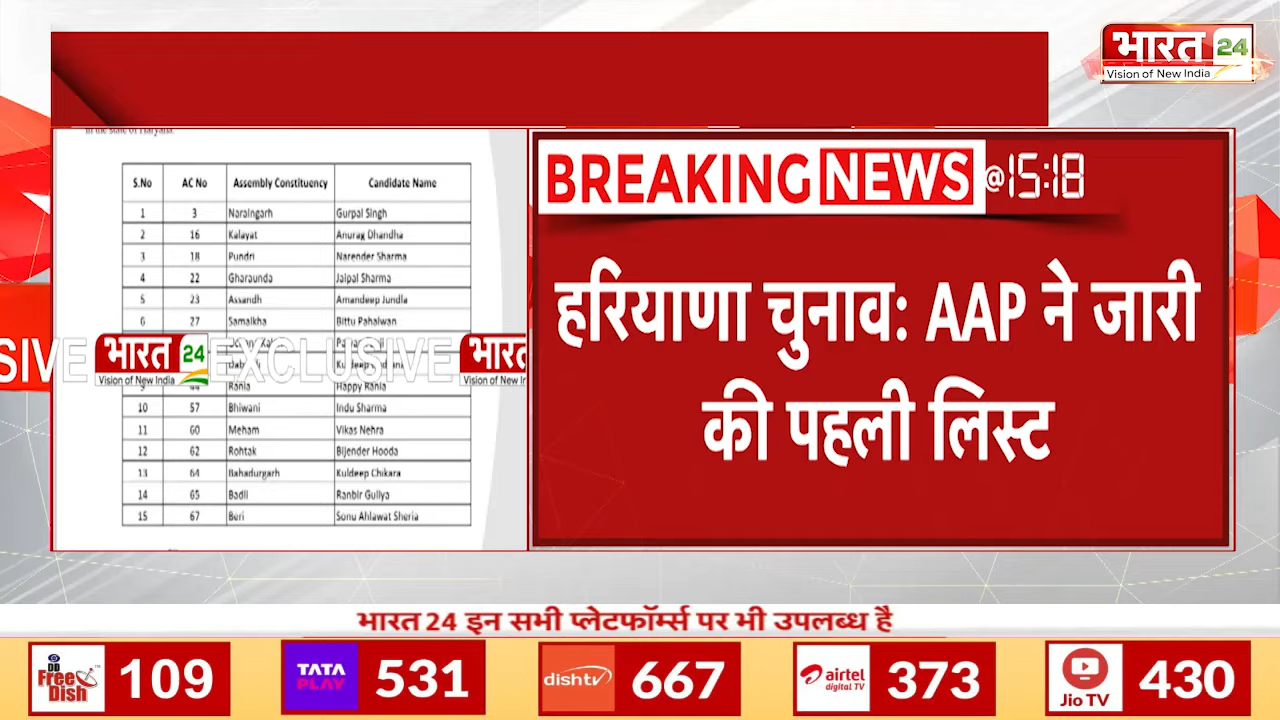 भारत 24
Vision of New India
in the state of Haryana.
S.No AC No Assembly Constituency Candidate Name
1 3 Naraingarh Gurpal Singh
2 16 Kalayat Anurag Dhandha
3 18 Pundri Narender Sharma
4 22 Gharaunda Jaipal Sharma
5 23 Assandh Amandeep Jundla
6 27 Samalkha Bittu Pahalwan
9 44 Rania Happy Rania
10 57 Bhiwani Indu Sharma
11 60 Meham Vikas Nehra
12 62 Rohtak Bijender Hooda
13 64 Bahadurgarh Kuldeep Chikara
14 65 Badli Ranbir Guliya
15 67 Beri Sonu Ahlawat Sheria
SIVE भारत 24 EXCLUSIVE भारत
Vision of New India Vision of New
BREAKING NEWS @15:18
हरियाणा चुनाव: AAP ने जारी
की पहली लिस्ट
भारत 24 इन सभी प्लेटफॉर्म्स पर भी उपलब्ध है
DD Free Dish 109 TATA PLAY 531 dishtv 667 airtel digital TV 373 Jio TV 430